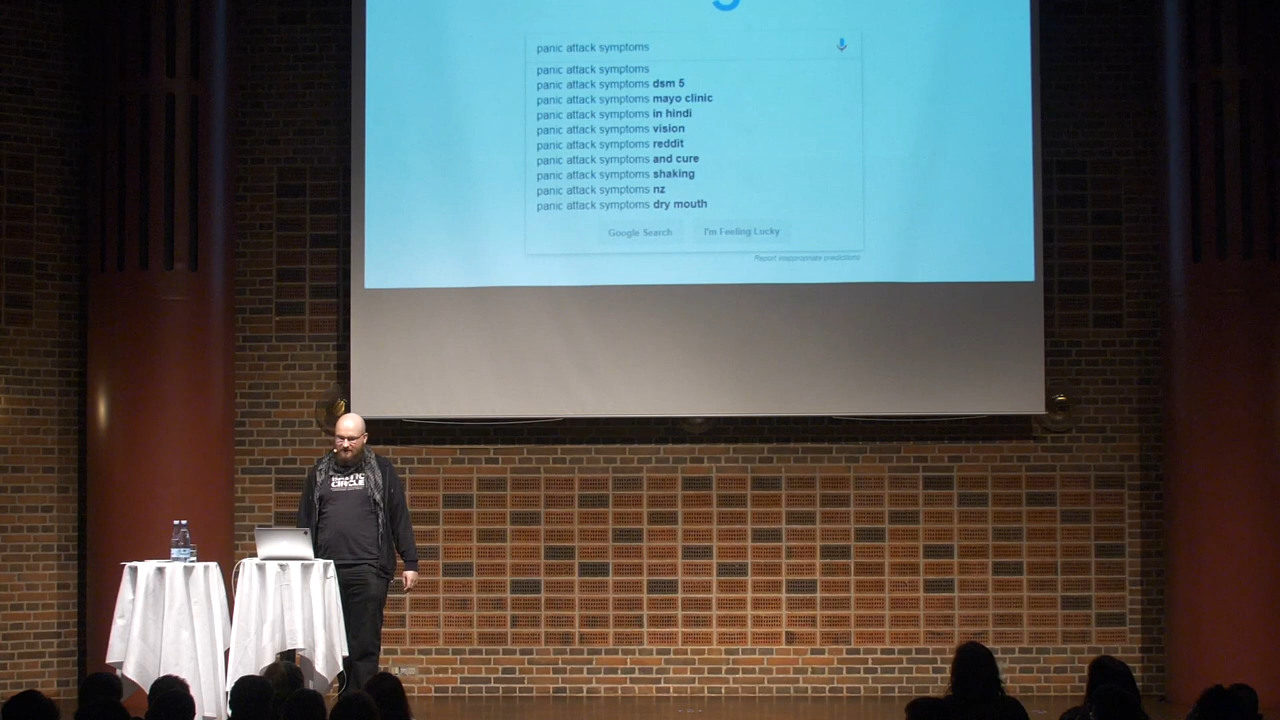 g
panic attack symptoms
panic attack symptoms
panic attack symptoms dsm 5
panic attack symptoms mayo clinic
panic attack symptoms in hindi
panic attack symptoms vision
panic attack symptoms reddit
panic attack symptoms and cure
panic attack symptoms shaking
panic attack symptoms nz
panic attack symptoms dry mouth
Google Search I'm Feeling Lucky
Report inappropriate predictions
CIRCLE